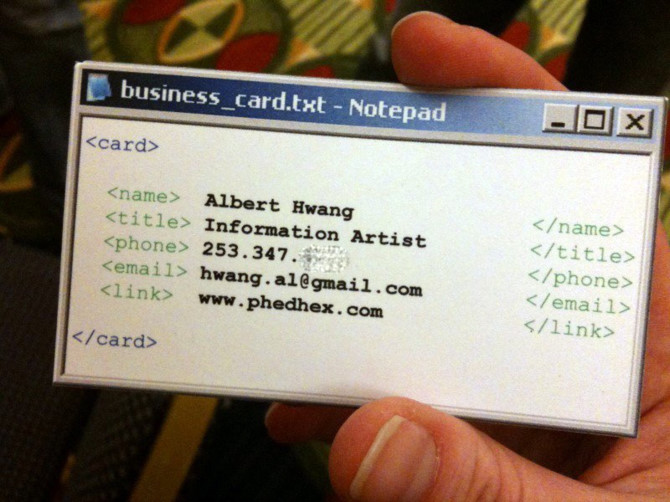 business_card.txt - Notepad
<card>
<name> Albert Hwang </name>
<title> Information Artist </title>
<phone> 253.347. </phone>
<email> hwang.al@gmail.com </email>
<link> www.phedhex.com </link>
</card>